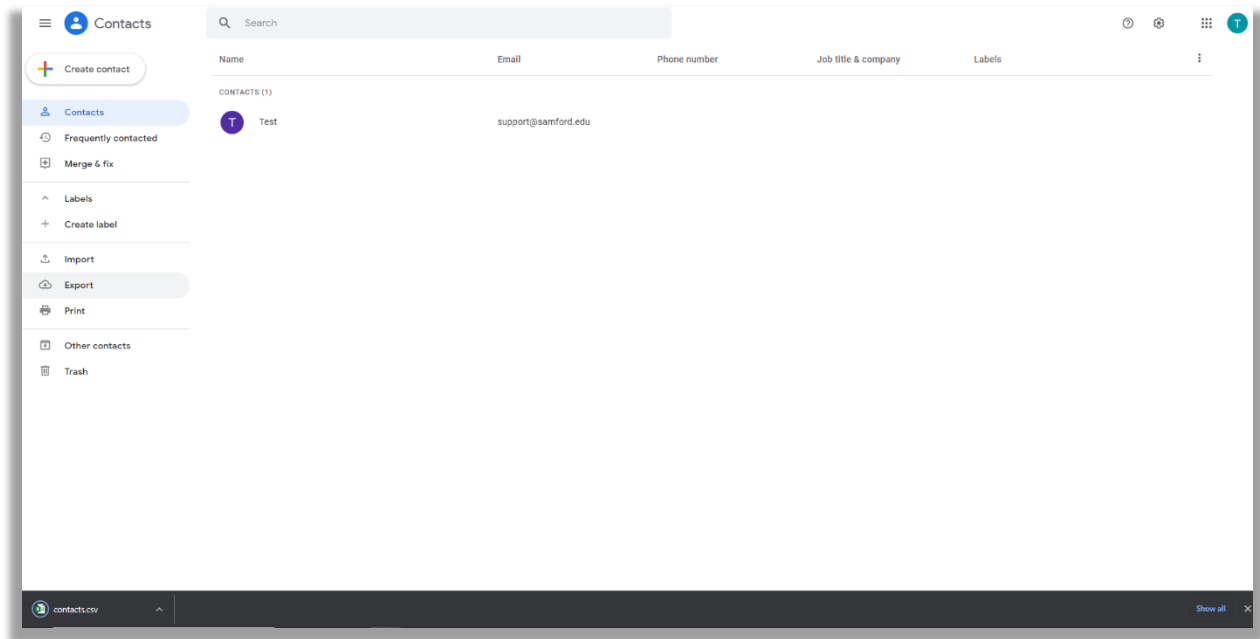 Contacts
Search
T
Create contact
Name Email Phone number Job title & company Labels
CONTACTS (1)
Contacts
T Test support@samford.edu
Frequently contacted
Merge & fix
Labels
Create label
Import
Export
Print
Other contacts
Trash
contacts.csv
Show all